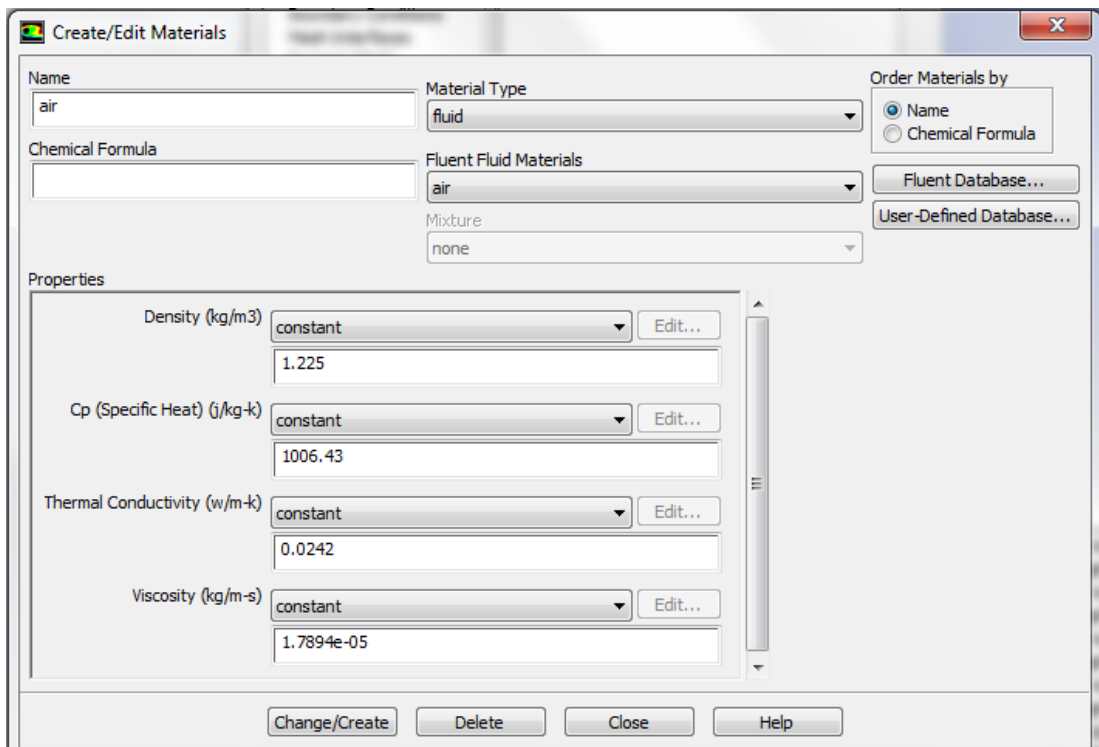 Create/Edit Materials
Name
air
Chemical Formula
Material Type
fluid
Fluent Fluid Materials
air
Mixture
none
Order Materials by
Name
Chemical Formula
Fluent Database...
User-Defined Database...
Properties
Density (kg/m3)
constant
Edit...
1.225
Cp (Specific Heat) (j/kg-k)
constant
Edit...
1006.43
Thermal Conductivity (w/m-k)
constant
Edit...
0.0242
Viscosity (kg/m-s)
constant
Edit...
1.7894e-05
Change/Create
Delete
Close
Help